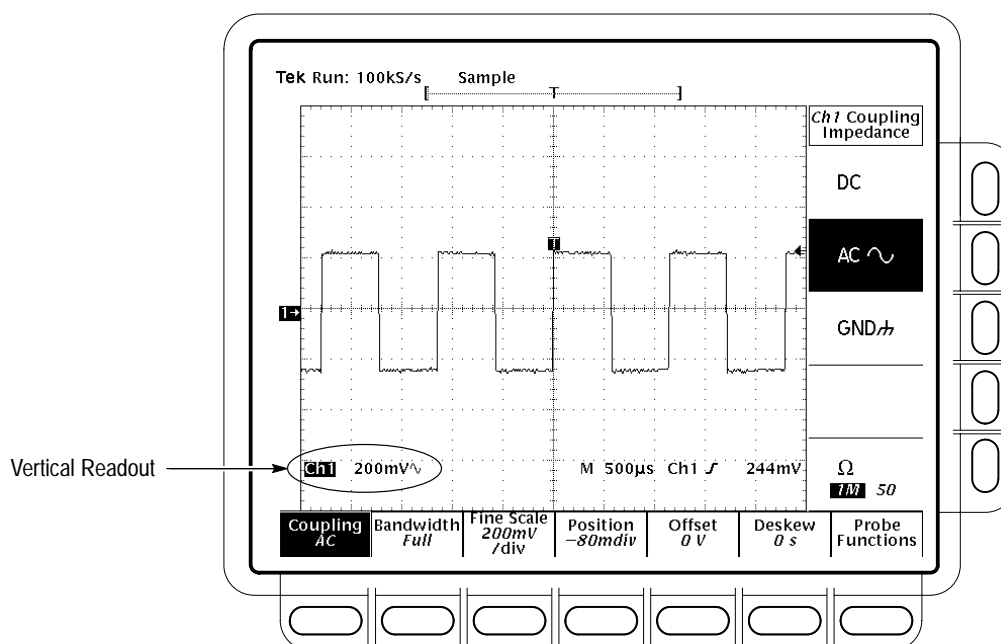 Tek Run: 100kS/s Sample
[ T ]
Ch1 Coupling
Impedance
DC
AC
T
1→
GND
Vertical Readout
Ch1 200mV∿ M 500µs Ch1 ƒ 244mV
Ω
1M 50
Coupling
AC
Bandwidth
Full
Fine Scale
200mV
/div
Position
−80mdiv
Offset
0 V
Deskew
0 s
Probe
Functions